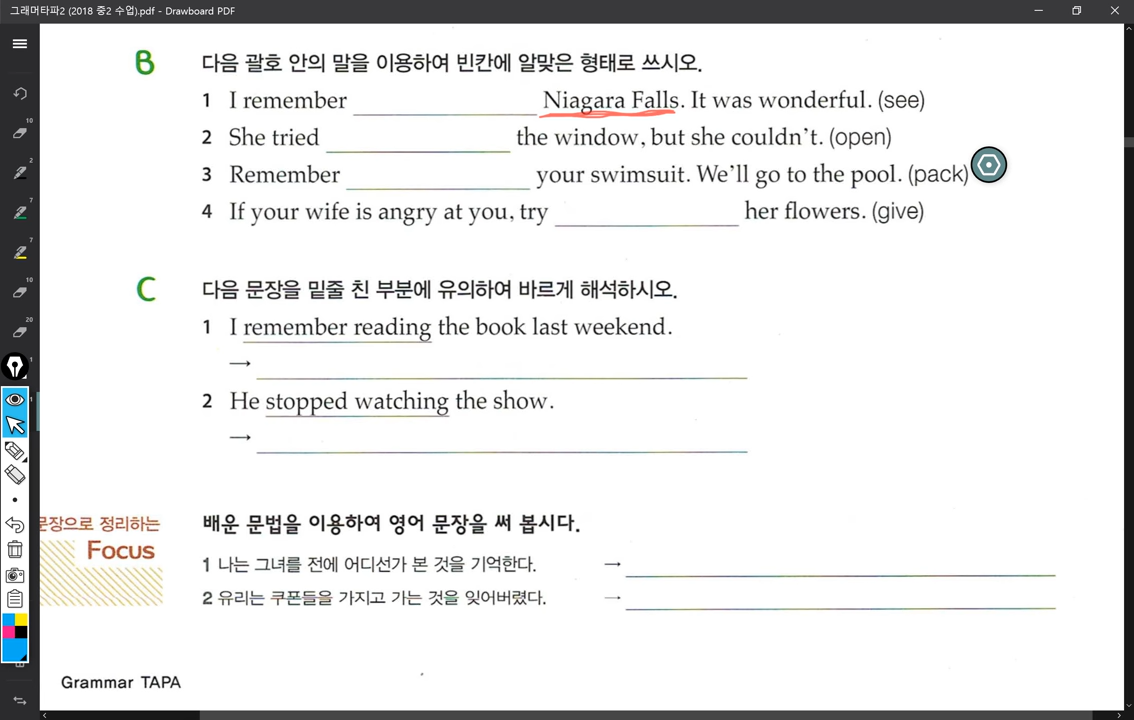 그래머타파2 (2018 중2 수업).pdf - Drawboard PDF
B 다음 괄호 안의 말을 이용하여 빈칸에 알맞은 형태로 쓰시오.
1 I remember Niagara Falls. It was wonderful. (see)
2 She tried the window, but she couldn't. (open)
3 Remember your swimsuit. We'll go to the pool. (pack)
4 If your wife is angry at you, try her flowers. (give)
C 다음 문장을 밑줄 친 부분에 유의하여 바르게 해석하시오.
1 I remember reading the book last weekend.
→
2 He stopped watching the show.
→
문장으로 정리하는
Focus
배운 문법을 이용하여 영어 문장을 써 봅시다.
1 나는 그녀를 전에 어디선가 본 것을 기억한다. →
2 유리는 쿠폰들을 가지고 가는 것을 잊어버렸다. →
Grammar TAPA
10
2
7
7
10
20
1
1